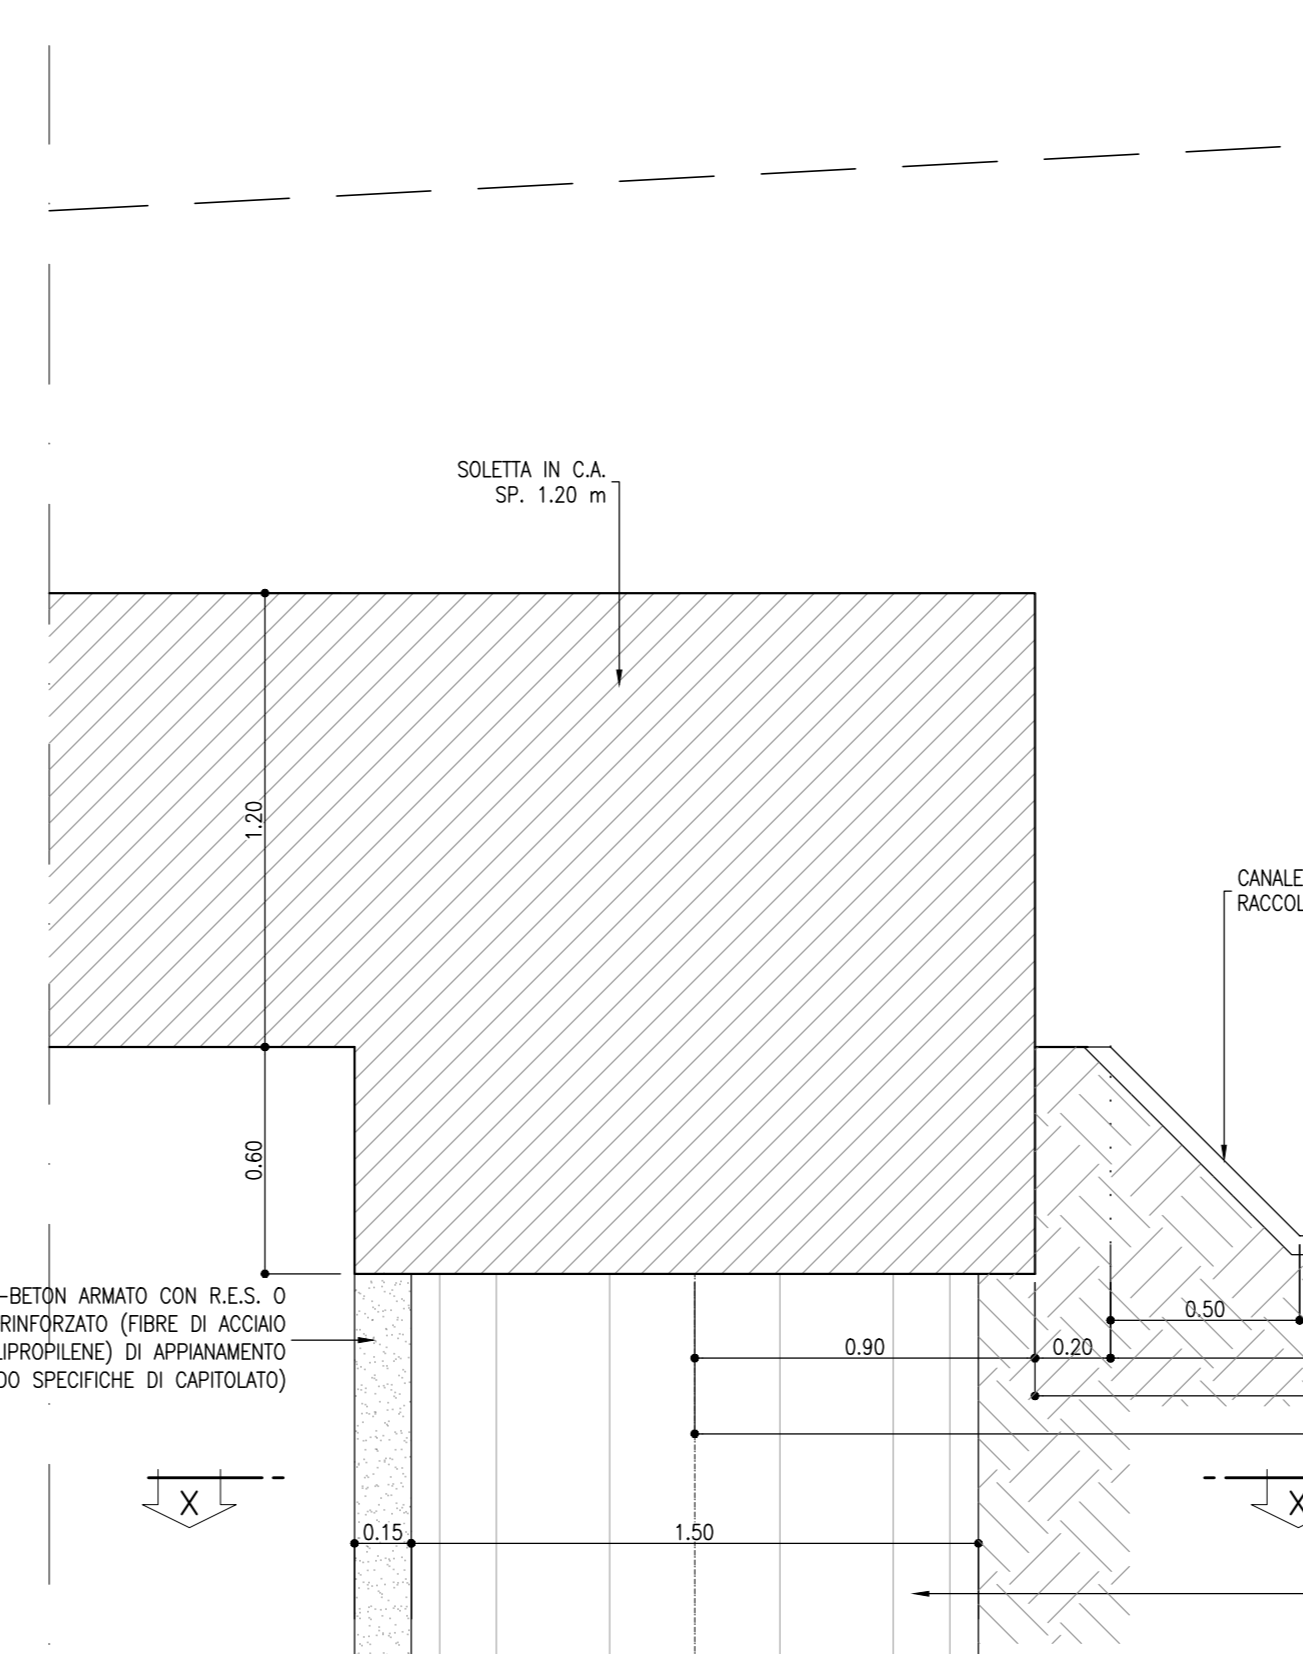 SOLETTA IN C.A.
SP. 1.20 m
1.20
CANALE
RACCOL
0.60
-BETON ARMATO CON R.E.S. O
RINFORZATO (FIBRE DI ACCIAIO
LIPROPILENE) DI APPIANAMENTO
DO SPECIFICHE DI CAPITOLATO)
0.50
0.90
0.20
X
X
0.15
1.50